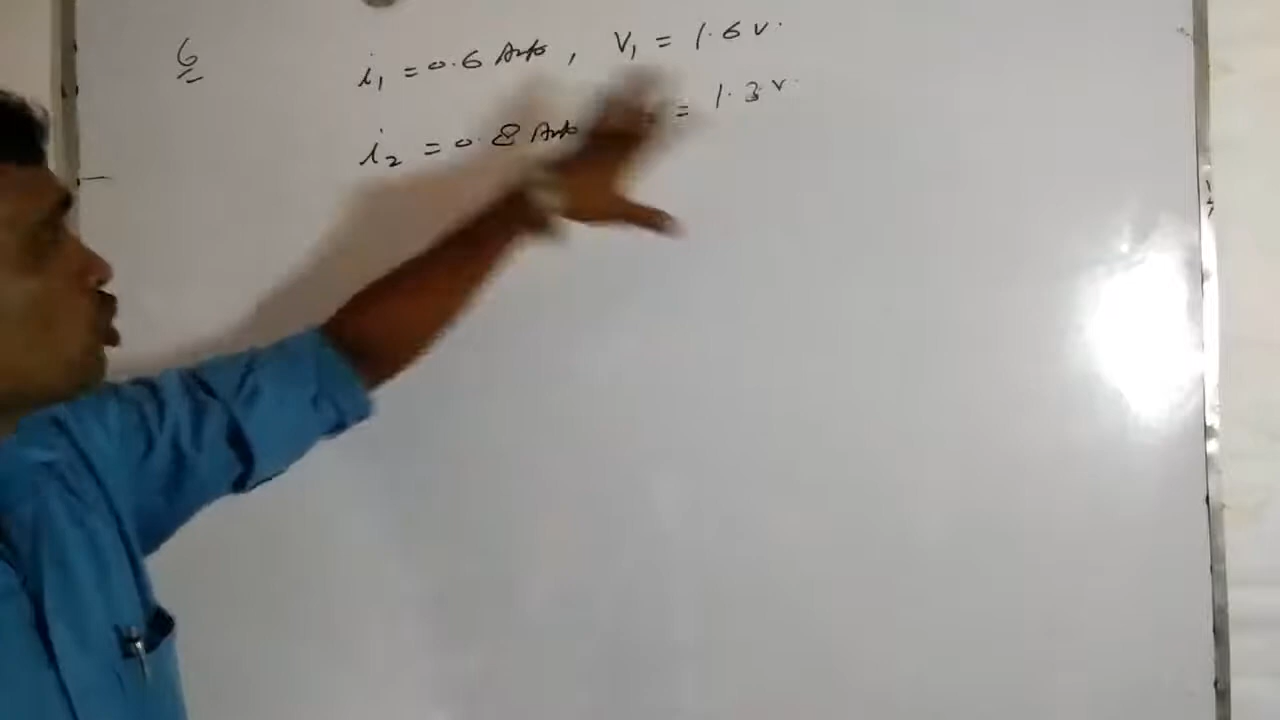 6
i₁ = 0.6 Amp , V₁ = 1.6 V.
i₂ = 0.8 Amp = 1.3 V.